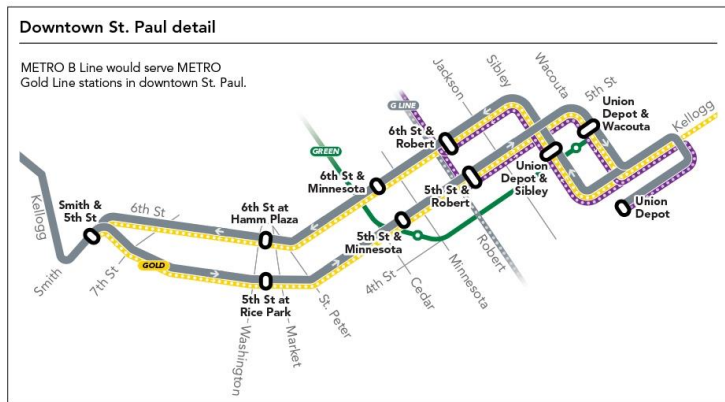 Downtown St. Paul detail
METRO B Line would serve METRO
Gold Line stations in downtown St. Paul.
Jackson
Sibley
Wacouta
5th St
Kellogg
G LINE
GREEN
6th St &
Robert
Union
Depot &
Wacouta
6th St &
Minnesota
5th St &
Robert
Union
Depot &
Sibley
Union
Depot
Kellogg
Smith &
5th St
6th St
6th St at
Hamm Plaza
5th St &
Minnesota
Robert
Smith
7th St
GOLD
5th St at
Rice Park
St. Peter
4th St
Cedar
Minnesota
Washington
Market